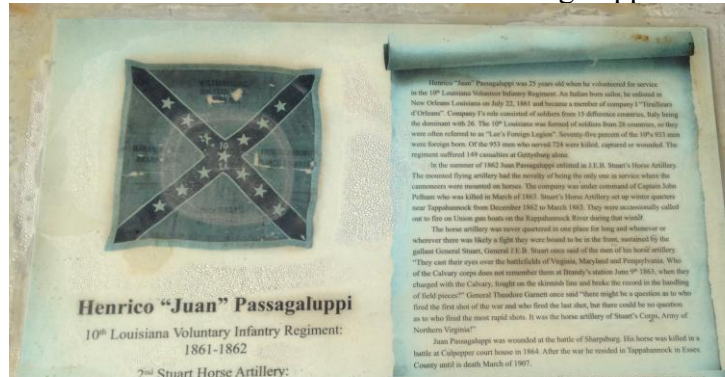 Henrico “Juan” Passagaluppi
10th Louisiana Voluntary Infantry Regiment:
1861-1862
2nd Stuart Horse Artillery:
Henrico "Juan" Passagaluppi was 25 years old when he volunteered for service
in the 10th Louisiana Volunteer Infantry Regiment. An Italian born sailor, he enlisted in
New Orleans Louisiana on July 22, 1861 and became a member of company I "Tirailleurs
d'Orleans". Company I's role consisted of soldiers from 15 difference countries, Italy being
the dominant with 26. The 10th Louisiana was formed of soldiers from 26 countries, so they
were often referred to as "Lee's Foreign Legion". Seventy-five percent of the 10th's 953 men
were foreign born. Of the 953 men who served 724 were killed, captured or wounded. The
regiment suffered 149 casualties at Gettysburg alone.
In the summer of 1862 Juan Passagaluppi enlisted in J.E.B. Stuart's Horse Artillery.
The mounted flying artillery had the novelty of being the only one in service where the
cannoneers were mounted on horses. The company was under command of Captain John
Pelham who was killed in March of 1863. Stuart's Horse Artillery set up winter quarters
near Tappahannock from December 1862 to March 1863. They were occasionally called
out to fire on Union gun boats on the Rappahannock River during that winter.
The horse artillery was never quartered in one place for long and whenever or
wherever there was likely a fight they were bound to be in the front, sustained by the
gallant General Stuart, General J.E.B. Stuart once said of the men of his horse artillery.
"They cast their eyes over the battlefields of Virginia, Maryland and Pennsylvania. Who
of the Calvary corps does not remember them at Brandy's station June 9th 1863, when they
charged with the Calvary, fought on the skirmish line and broke the record in the handling
of field pieces?" General Theodore Garnett once said "there might be a question as to who
fired the first shot of the war and who fired the last shot, but there could be no question
as to who fired the most rapid shots. It was the horse artillery of Stuart's Corps, Army of
Northern Virginia!"
Juan Passagaluppi was wounded at the battle of Sharpsburg. His horse was killed in a
battle at Culpepper court house in 1864. After the war he resided in Tappahannock in Essex
County until is death March of 1907.